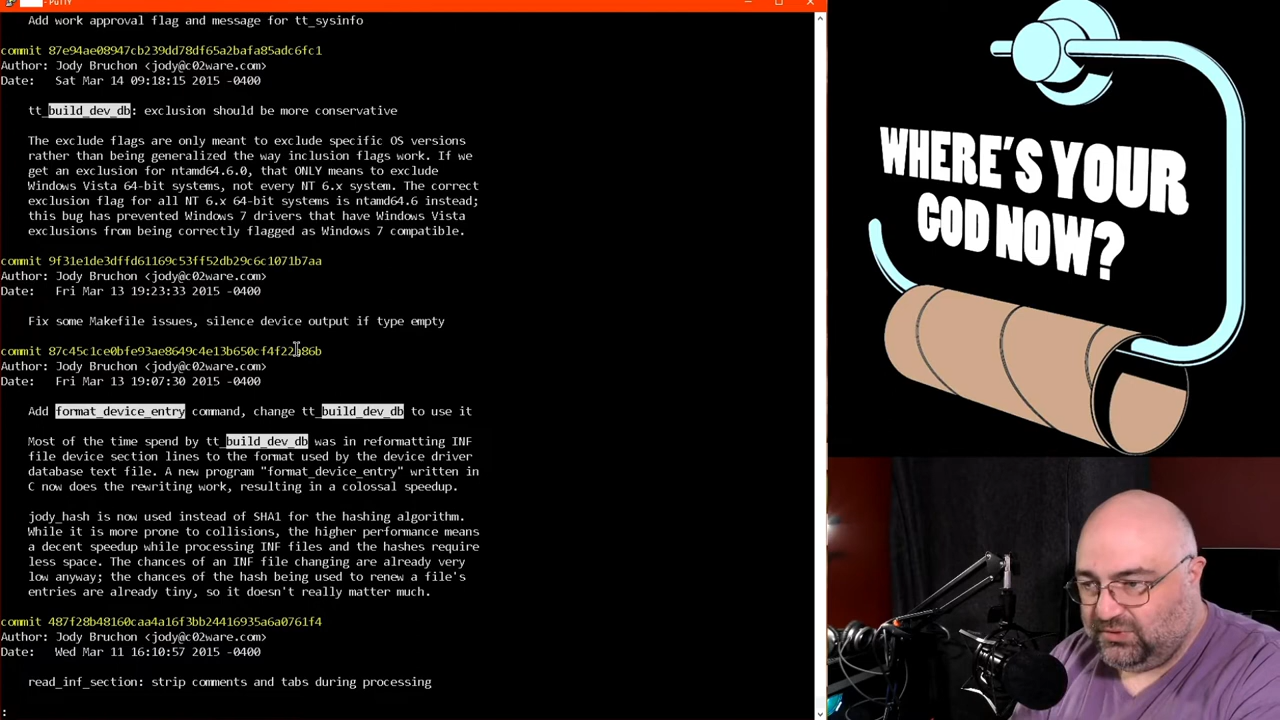 PuTTY
Add work approval flag and message for tt_sysinfo
commit 87e94ae08947cb239dd78df65a2bafa85adc6fc1
Author: Jody Bruchon <jody@c02ware.com>
Date:   Sat Mar 14 09:18:15 2015 -0400
tt_build_dev_db: exclusion should be more conservative
The exclude flags are only meant to exclude specific OS versions
rather than being generalized the way inclusion flags work. If we
get an exclusion for ntamd64.6.0, that ONLY means to exclude
Windows Vista 64-bit systems, not every NT 6.x system. The correct
exclusion flag for all NT 6.x 64-bit systems is ntamd64.6 instead;
this bug has prevented Windows 7 drivers that have Windows Vista
exclusions from being correctly flagged as Windows 7 compatible.
commit 9f31e1de3dffd61169c53ff52db29c6c1071b7aa
Author: Jody Bruchon <jody@c02ware.com>
Date:   Fri Mar 13 19:23:33 2015 -0400
Fix some Makefile issues, silence device output if type empty
commit
Author: Jody Bruchon <jody@c02ware.com>
Date:   Fri Mar 13 19:07:30 2015 -0400
Add format_device_entry command, change tt_build_dev_db to use it
Most of the time spend by tt_build_dev_db was in reformatting INF
file device section lines to the format used by the device driver
database text file. A new program "format_device_entry" written in
C now does the rewriting work, resulting in a colossal speedup.
jody_hash is now used instead of SHA1 for the hashing algorithm.
While it is more prone to collisions, the higher performance means
a decent speedup while processing INF files and the hashes require
less space. The chances of an INF file changing are already very
low anyway; the chances of the hash being used to renew a file's
entries are already tiny, so it doesn't really matter much.
commit 487f28b48160caa4a16f3bb24416935a6a0761f4
Author: Jody Bruchon <jody@c02ware.com>
Date:   Wed Mar 11 16:10:57 2015 -0400
read_inf_section: strip comments and tabs during processing
:
WHERE'S YOUR
GOD NOW?